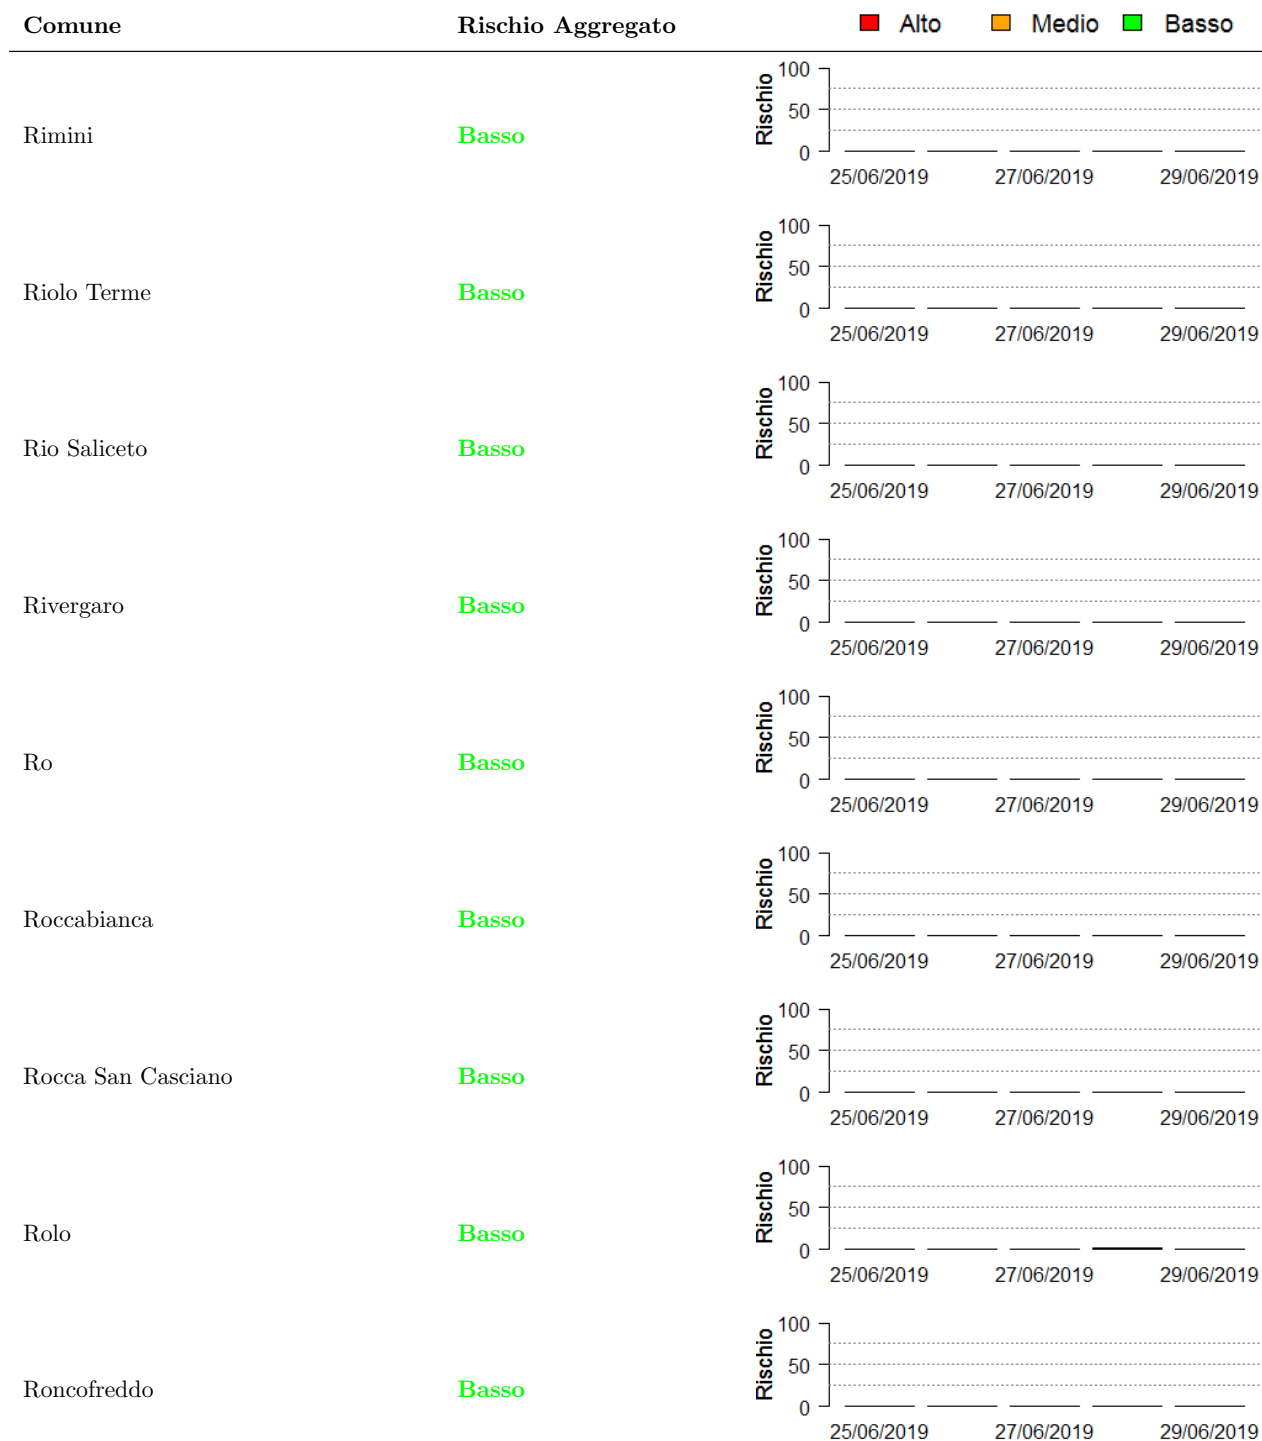 Comune Rischio Aggregato Alto Medio Basso
Rimini Basso
Rischio
100
50
0
25/06/2019 27/06/2019 29/06/2019
Riolo Terme Basso
Rischio
100
50
0
25/06/2019 27/06/2019 29/06/2019
Rio Saliceto Basso
Rischio
100
50
0
25/06/2019 27/06/2019 29/06/2019
Rivergaro Basso
Rischio
100
50
0
25/06/2019 27/06/2019 29/06/2019
Ro Basso
Rischio
100
50
0
25/06/2019 27/06/2019 29/06/2019
Roccabianca Basso
Rischio
100
50
0
25/06/2019 27/06/2019 29/06/2019
Rocca San Casciano Basso
Rischio
100
50
0
25/06/2019 27/06/2019 29/06/2019
Rolo Basso
Rischio
100
50
0
25/06/2019 27/06/2019 29/06/2019
Roncofreddo Basso
Rischio
100
50
0
25/06/2019 27/06/2019 29/06/2019